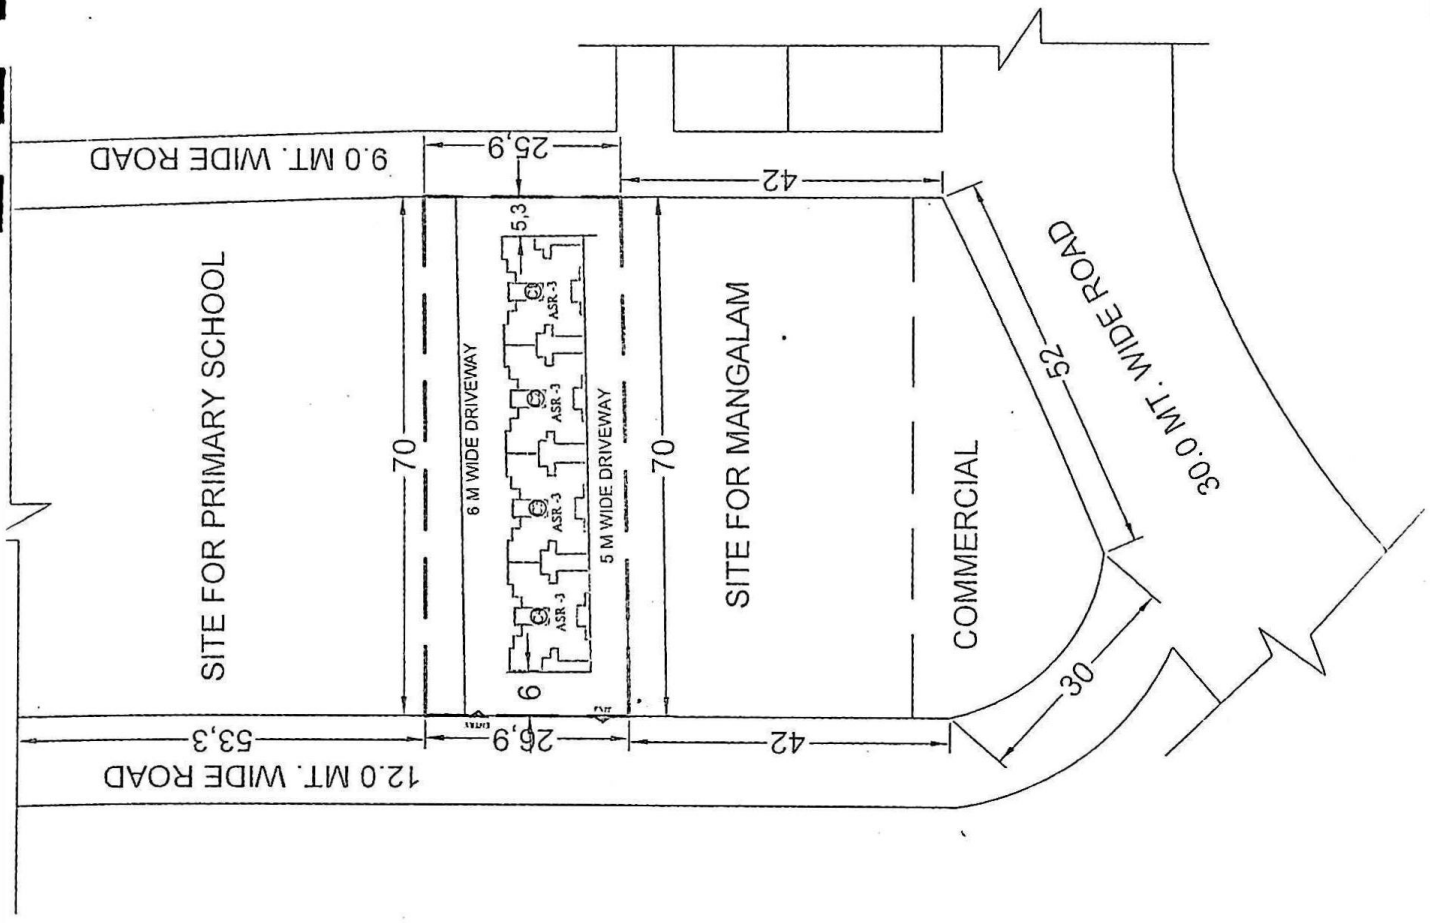 9.0 MT. WIDE ROAD
25,9
42
5,3
SITE FOR PRIMARY SCHOOL
70
6 M WIDE DRIVEWAY
ASR -3
ASR -3
ASR -3
ASR -3
5 M WIDE DRIVEWAY
70
SITE FOR MANGALAM
COMMERCIAL
52
30.0 MT. WIDE ROAD
30
6
ENTRY
53,3
26,9
42
12.0 MT. WIDE ROAD